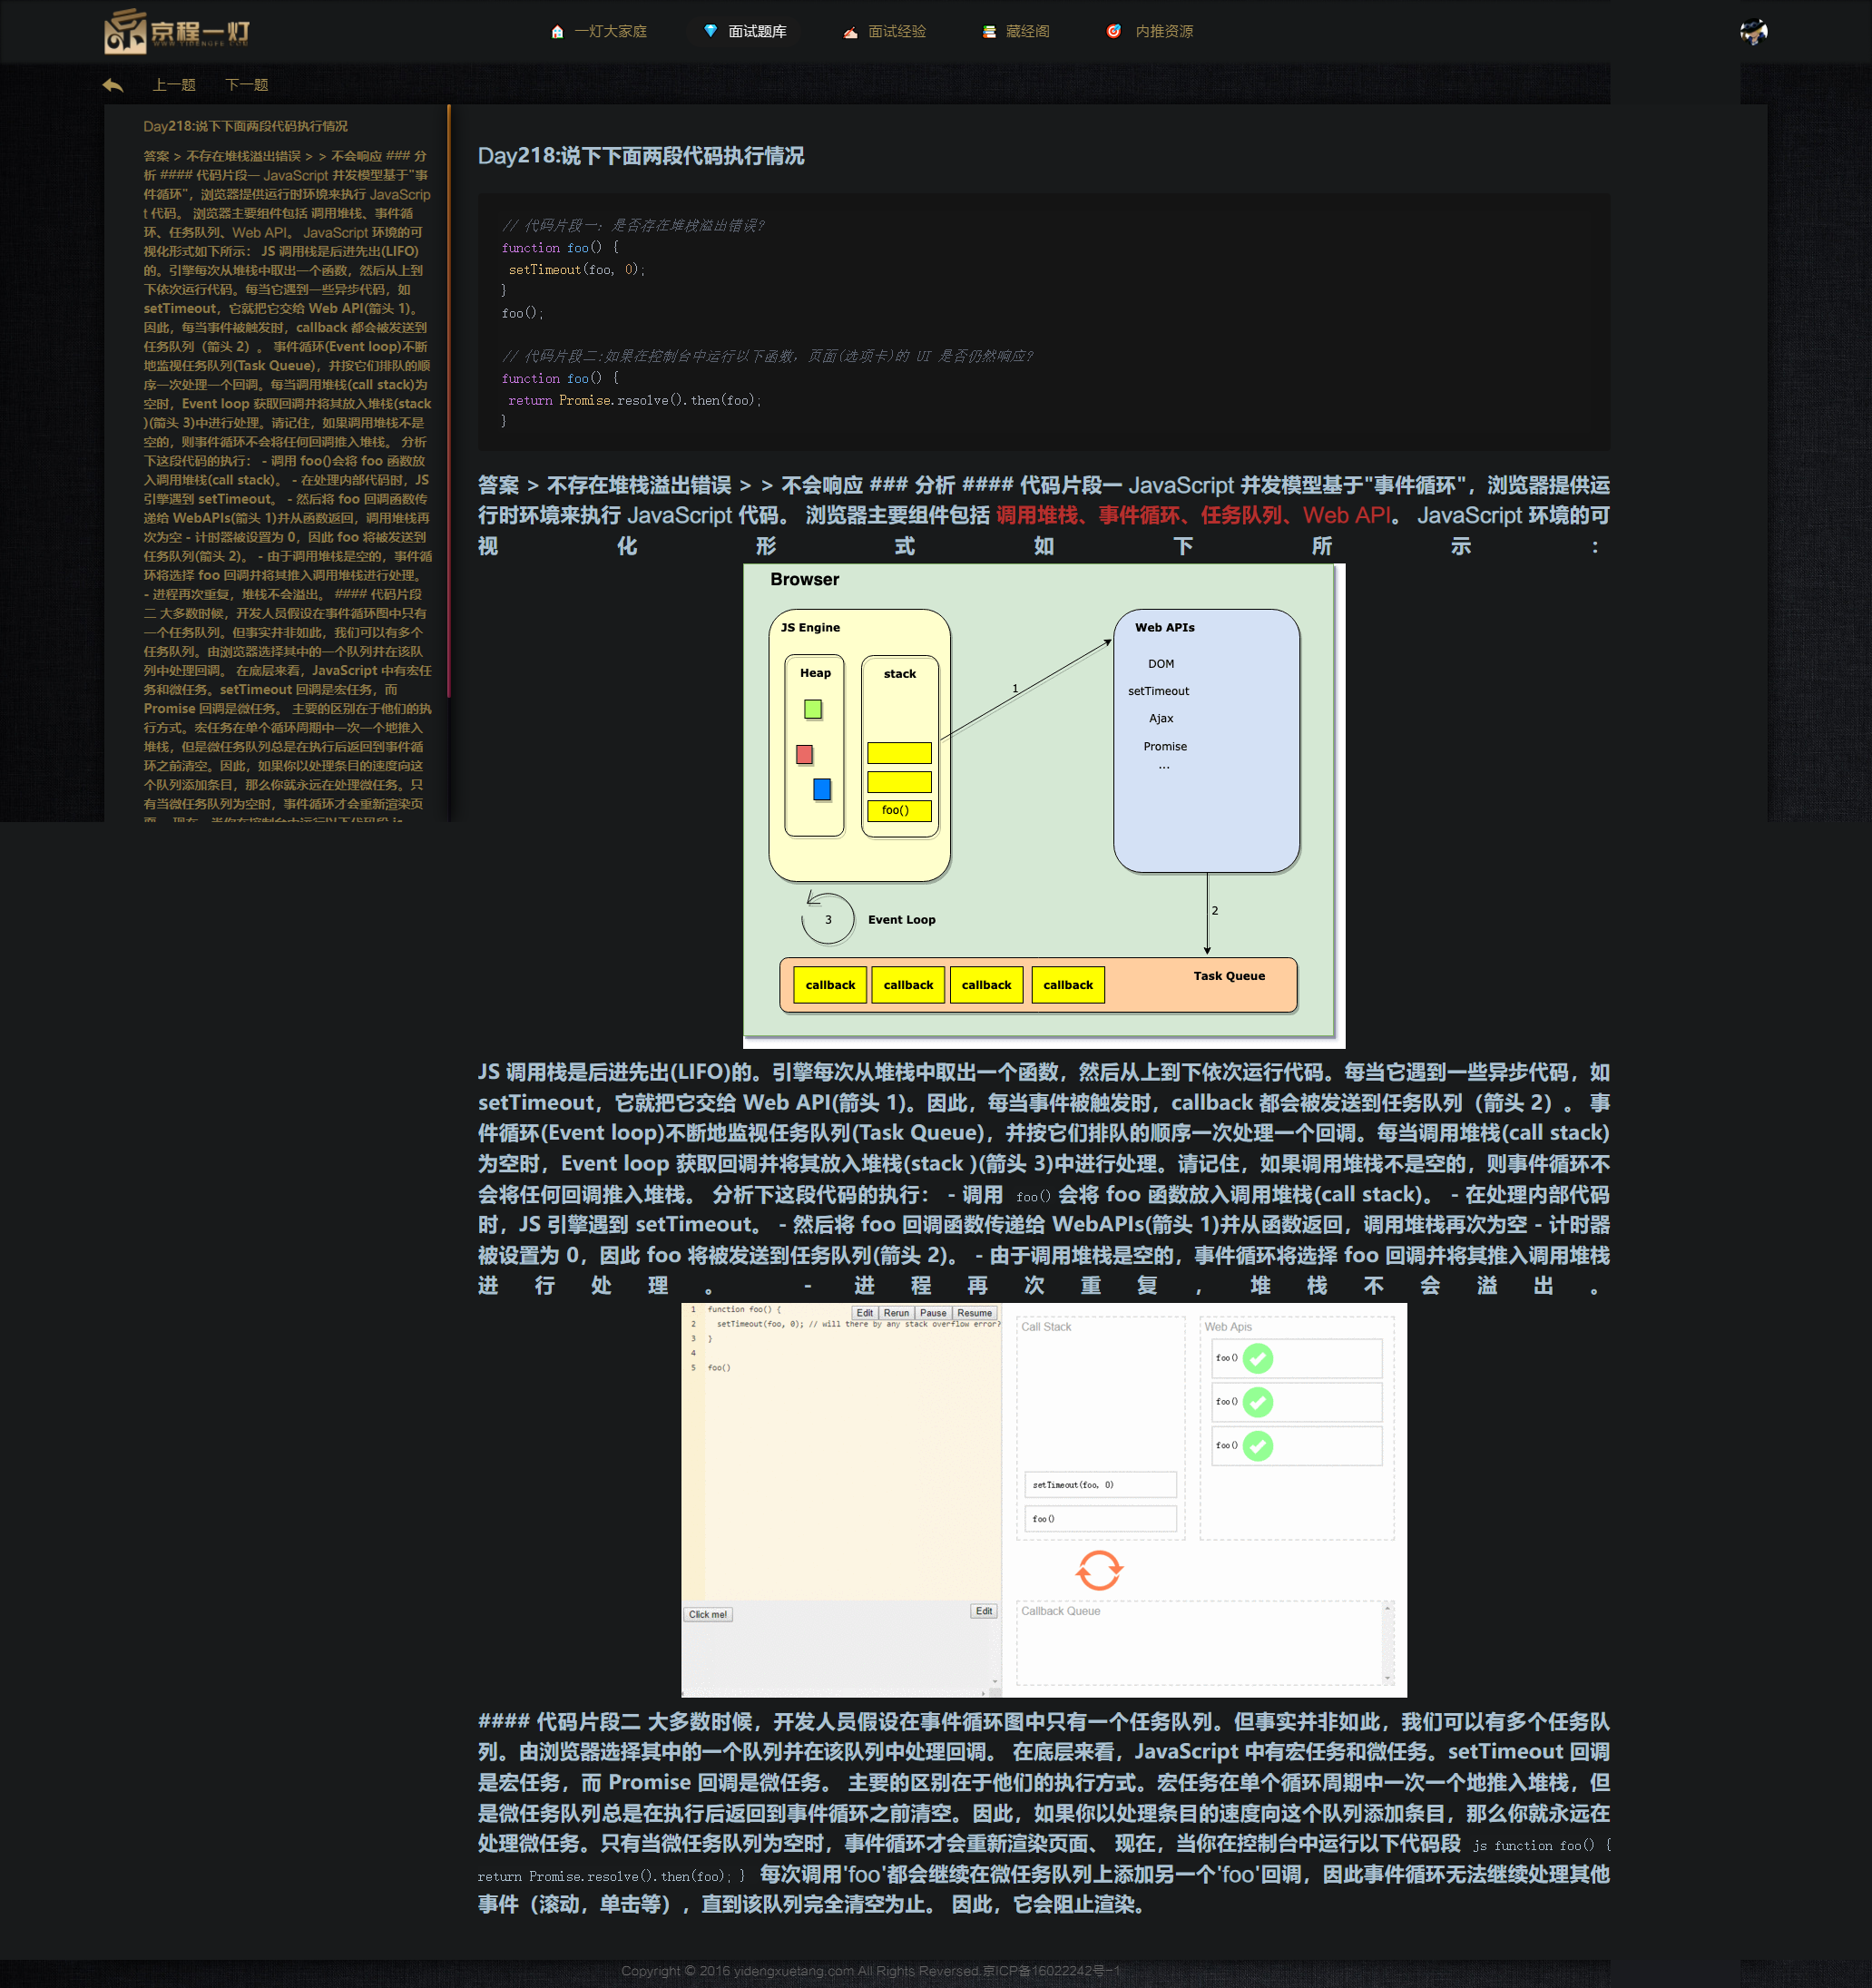 京程一灯
WWW.YIDENGFE.COM
一灯大家庭
面试题库
面试经验
藏经阁
内推资源
上一题
下一题
Day218:说下下面两段代码执行情况
答案 > 不存在堆栈溢出错误 > > 不会响应 ### 分
析 #### 代码片段一 JavaScript 并发模型基于"事
件循环"，浏览器提供运行时环境来执行 JavaScrip
t 代码。 浏览器主要组件包括 调用堆栈、事件循
环、任务队列、Web API。 JavaScript 环境的可
视化形式如下所示： JS 调用栈是后进先出(LIFO)
的。引擎每次从堆栈中取出一个函数，然后从上到
下依次运行代码。每当它遇到一些异步代码，如
setTimeout，它就把它交给 Web API(箭头 1)。
因此，每当事件被触发时，callback 都会被发送到
任务队列（箭头 2）。 事件循环(Event loop)不断
地监视任务队列(Task Queue)，并按它们排队的顺
序一次处理一个回调。每当调用堆栈(call stack)为
空时，Event loop 获取回调并将其放入堆栈(stack
)(箭头 3)中进行处理。请记住，如果调用堆栈不是
空的，则事件循环不会将任何回调推入堆栈。 分析
下这段代码的执行： - 调用 foo()会将 foo 函数放
入调用堆栈(call stack)。 - 在处理内部代码时，JS
引擎遇到 setTimeout。 - 然后将 foo 回调函数传
递给 WebAPIs(箭头 1)并从函数返回，调用堆栈再
次为空 - 计时器被设置为 0，因此 foo 将被发送到
任务队列(箭头 2)。 - 由于调用堆栈是空的，事件循
环将选择 foo 回调并将其推入调用堆栈进行处理。
- 进程再次重复，堆栈不会溢出。 #### 代码片段
二 大多数时候，开发人员假设在事件循环图中只有
一个任务队列。但事实并非如此，我们可以有多个
任务队列。由浏览器选择其中的一个队列并在该队
列中处理回调。 在底层来看，JavaScript 中有宏任
务和微任务。setTimeout 回调是宏任务，而
Promise 回调是微任务。 主要的区别在于他们的执
行方式。宏任务在单个循环周期中一次一个地推入
堆栈，但是微任务队列总是在执行后返回到事件循
环之前清空。因此，如果你以处理条目的速度向这
个队列添加条目，那么你就永远在处理微任务。只
有当微任务队列为空时，事件循环才会重新渲染页
面、 现在，当你在控制台中运行以下代码段 js
Day218:说下下面两段代码执行情况
// 代码片段一: 是否存在堆栈溢出错误?
function foo() {
setTimeout(foo, 0);
}
foo();
// 代码片段二:如果在控制台中运行以下函数，页面(选项卡)的 UI 是否仍然响应?
function foo() {
return Promise.resolve().then(foo);
}
答案 > 不存在堆栈溢出错误 > > 不会响应 ### 分析 #### 代码片段一 JavaScript 并发模型基于"事件循环"，浏览器提供运
行时环境来执行 JavaScript 代码。 浏览器主要组件包括 调用堆栈、事件循环、任务队列、Web API。 JavaScript 环境的可
视化形式如下所示：
Browser
JS Engine
Heap
stack
foo()
1
Web APIs
DOM
setTimeout
Ajax
Promise
...
3
Event Loop
2
callback callback callback callback
Task Queue
JS 调用栈是后进先出(LIFO)的。引擎每次从堆栈中取出一个函数，然后从上到下依次运行代码。每当它遇到一些异步代码，如
setTimeout，它就把它交给 Web API(箭头 1)。因此，每当事件被触发时，callback 都会被发送到任务队列（箭头 2）。 事
件循环(Event loop)不断地监视任务队列(Task Queue)，并按它们排队的顺序一次处理一个回调。每当调用堆栈(call stack)
为空时，Event loop 获取回调并将其放入堆栈(stack )(箭头 3)中进行处理。请记住，如果调用堆栈不是空的，则事件循环不
会将任何回调推入堆栈。 分析下这段代码的执行： - 调用 foo() 会将 foo 函数放入调用堆栈(call stack)。 - 在处理内部代码
时，JS 引擎遇到 setTimeout。 - 然后将 foo 回调函数传递给 WebAPIs(箭头 1)并从函数返回，调用堆栈再次为空 - 计时器
被设置为 0，因此 foo 将被发送到任务队列(箭头 2)。 - 由于调用堆栈是空的，事件循环将选择 foo 回调并将其推入调用堆栈
进行处理。 - 进程再次重复，堆栈不会溢出。
Edit Rerun Pause Resume
1 function foo() {
2 setTimeout(foo, 0); // will there by any stack overflow error?
3 }
4
5 foo()
Click me!
Edit
Call Stack
setTimeout(foo, 0)
foo()
Web Apis
foo()
foo()
foo()
Callback Queue
#### 代码片段二 大多数时候，开发人员假设在事件循环图中只有一个任务队列。但事实并非如此，我们可以有多个任务队
列。由浏览器选择其中的一个队列并在该队列中处理回调。 在底层来看，JavaScript 中有宏任务和微任务。setTimeout 回调
是宏任务，而 Promise 回调是微任务。 主要的区别在于他们的执行方式。宏任务在单个循环周期中一次一个地推入堆栈，但
是微任务队列总是在执行后返回到事件循环之前清空。因此，如果你以处理条目的速度向这个队列添加条目，那么你就永远在
处理微任务。只有当微任务队列为空时，事件循环才会重新渲染页面、 现在，当你在控制台中运行以下代码段 js function foo() {
return Promise.resolve().then(foo); } 每次调用'foo'都会继续在微任务队列上添加另一个'foo'回调，因此事件循环无法继续处理其他
事件（滚动，单击等），直到该队列完全清空为止。 因此，它会阻止渲染。
Copyright © 2016 yidengxuetang.com All Rights Reversed.京ICP备16022242号-1